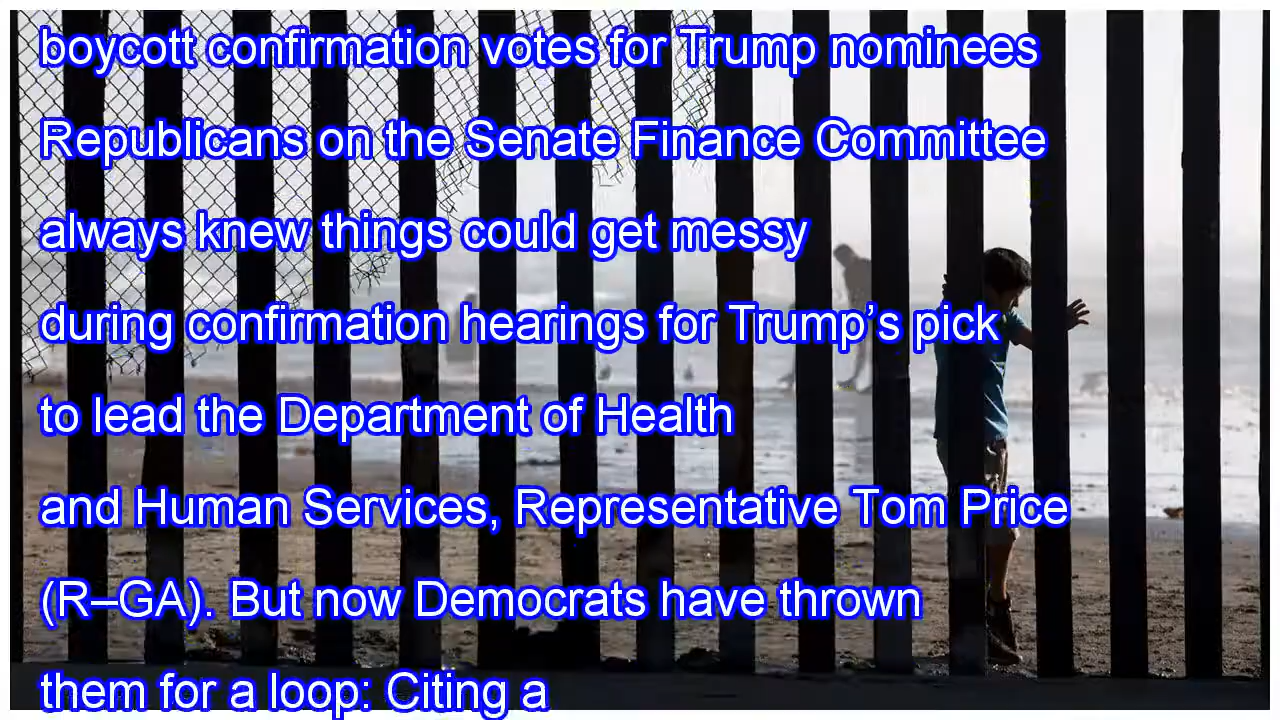 boycott confirmation votes for Trump nominees
Republicans on the Senate Finance Committee
always knew things could get messy
during confirmation hearings for Trump’s pick
to lead the Department of Health
and Human Services, Representative Tom Price
(R–GA). But now Democrats have thrown
them for a loop: Citing a